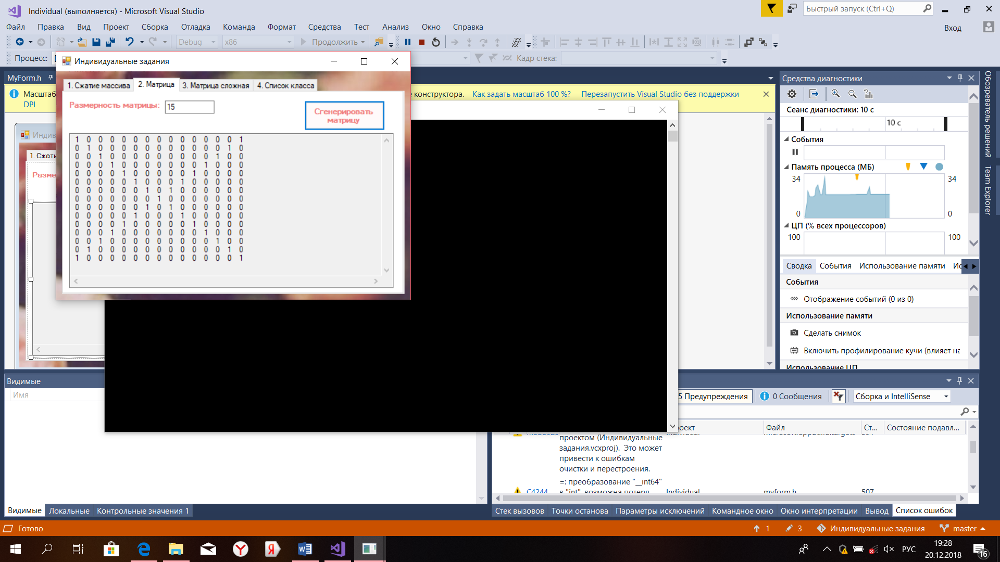 Individual (выполняется) - Microsoft Visual Studio
Быстрый запуск (Ctrl+Q)
Файл Правка Вид Проект Сборка Отладка Команда Формат Средства Тест Анализ Окно Справка
Вход
Debug x86 Продолжить
Процесс: Кадр стека:
Индивидуальные задания
MyForm.h
1. Сжатие массива 2. Матрица 3. Матрица сложная 4. Список класса
Масштаб
DPI
е конструктора. Как задать масштаб 100 %? Перезапустить Visual Studio без поддержки
Размерность матрицы: 15
Сгенерировать
матрицу
1 0 0 0 0 0 0 0 0 0 0 0 0 0 1
0 1 0 0 0 0 0 0 0 0 0 0 0 1 0
0 0 1 0 0 0 0 0 0 0 0 0 1 0 0
0 0 0 1 0 0 0 0 0 0 0 1 0 0 0
0 0 0 0 1 0 0 0 0 0 1 0 0 0 0
0 0 0 0 0 1 0 0 0 1 0 0 0 0 0
0 0 0 0 0 0 1 0 1 0 0 0 0 0 0
0 0 0 0 0 0 0 1 0 0 0 0 0 0 0
0 0 0 0 0 0 1 0 1 0 0 0 0 0 0
0 0 0 0 0 1 0 0 0 1 0 0 0 0 0
0 0 0 0 1 0 0 0 0 0 1 0 0 0 0
0 0 0 1 0 0 0 0 0 0 0 1 0 0 0
0 0 1 0 0 0 0 0 0 0 0 0 1 0 0
0 1 0 0 0 0 0 0 0 0 0 0 0 1 0
1 0 0 0 0 0 0 0 0 0 0 0 0 0 1
Индив
1. Сжати
Разме
Средства диагностики
Сеанс диагностики: 10 с
10 с
События
Память процесса (МБ)
34 34
0 0
ЦП (% всех процессоров)
100 100
Сводка События Использование памяти Ис
События
Отображение событий (0 из 0)
Использование памяти
Сделать снимок
Включить профилирование кучи (влияет на
Использование ЦП
Обозреватель решений
Team Explorer
Видимые
Имя
5 Предупреждения 0 Сообщения Сборка и IntelliSense
роект Файл Ст... Состояние подавл...
проектом (Индивидуальные
задания.vcxproj). Это может
привести к ошибкам
очистки и перестроения.
=: преобразование "__int64"
C4244 в "int", возможна потеря Individual myform.h 507
Видимые Локальные Контрольные значения 1
Стек вызовов Точки останова Параметры исключений Командное окно Окно интерпретации Вывод Список ошибок
Готово
1 3 Индивидуальные задания master
РУС
19:28
20.12.2018
16